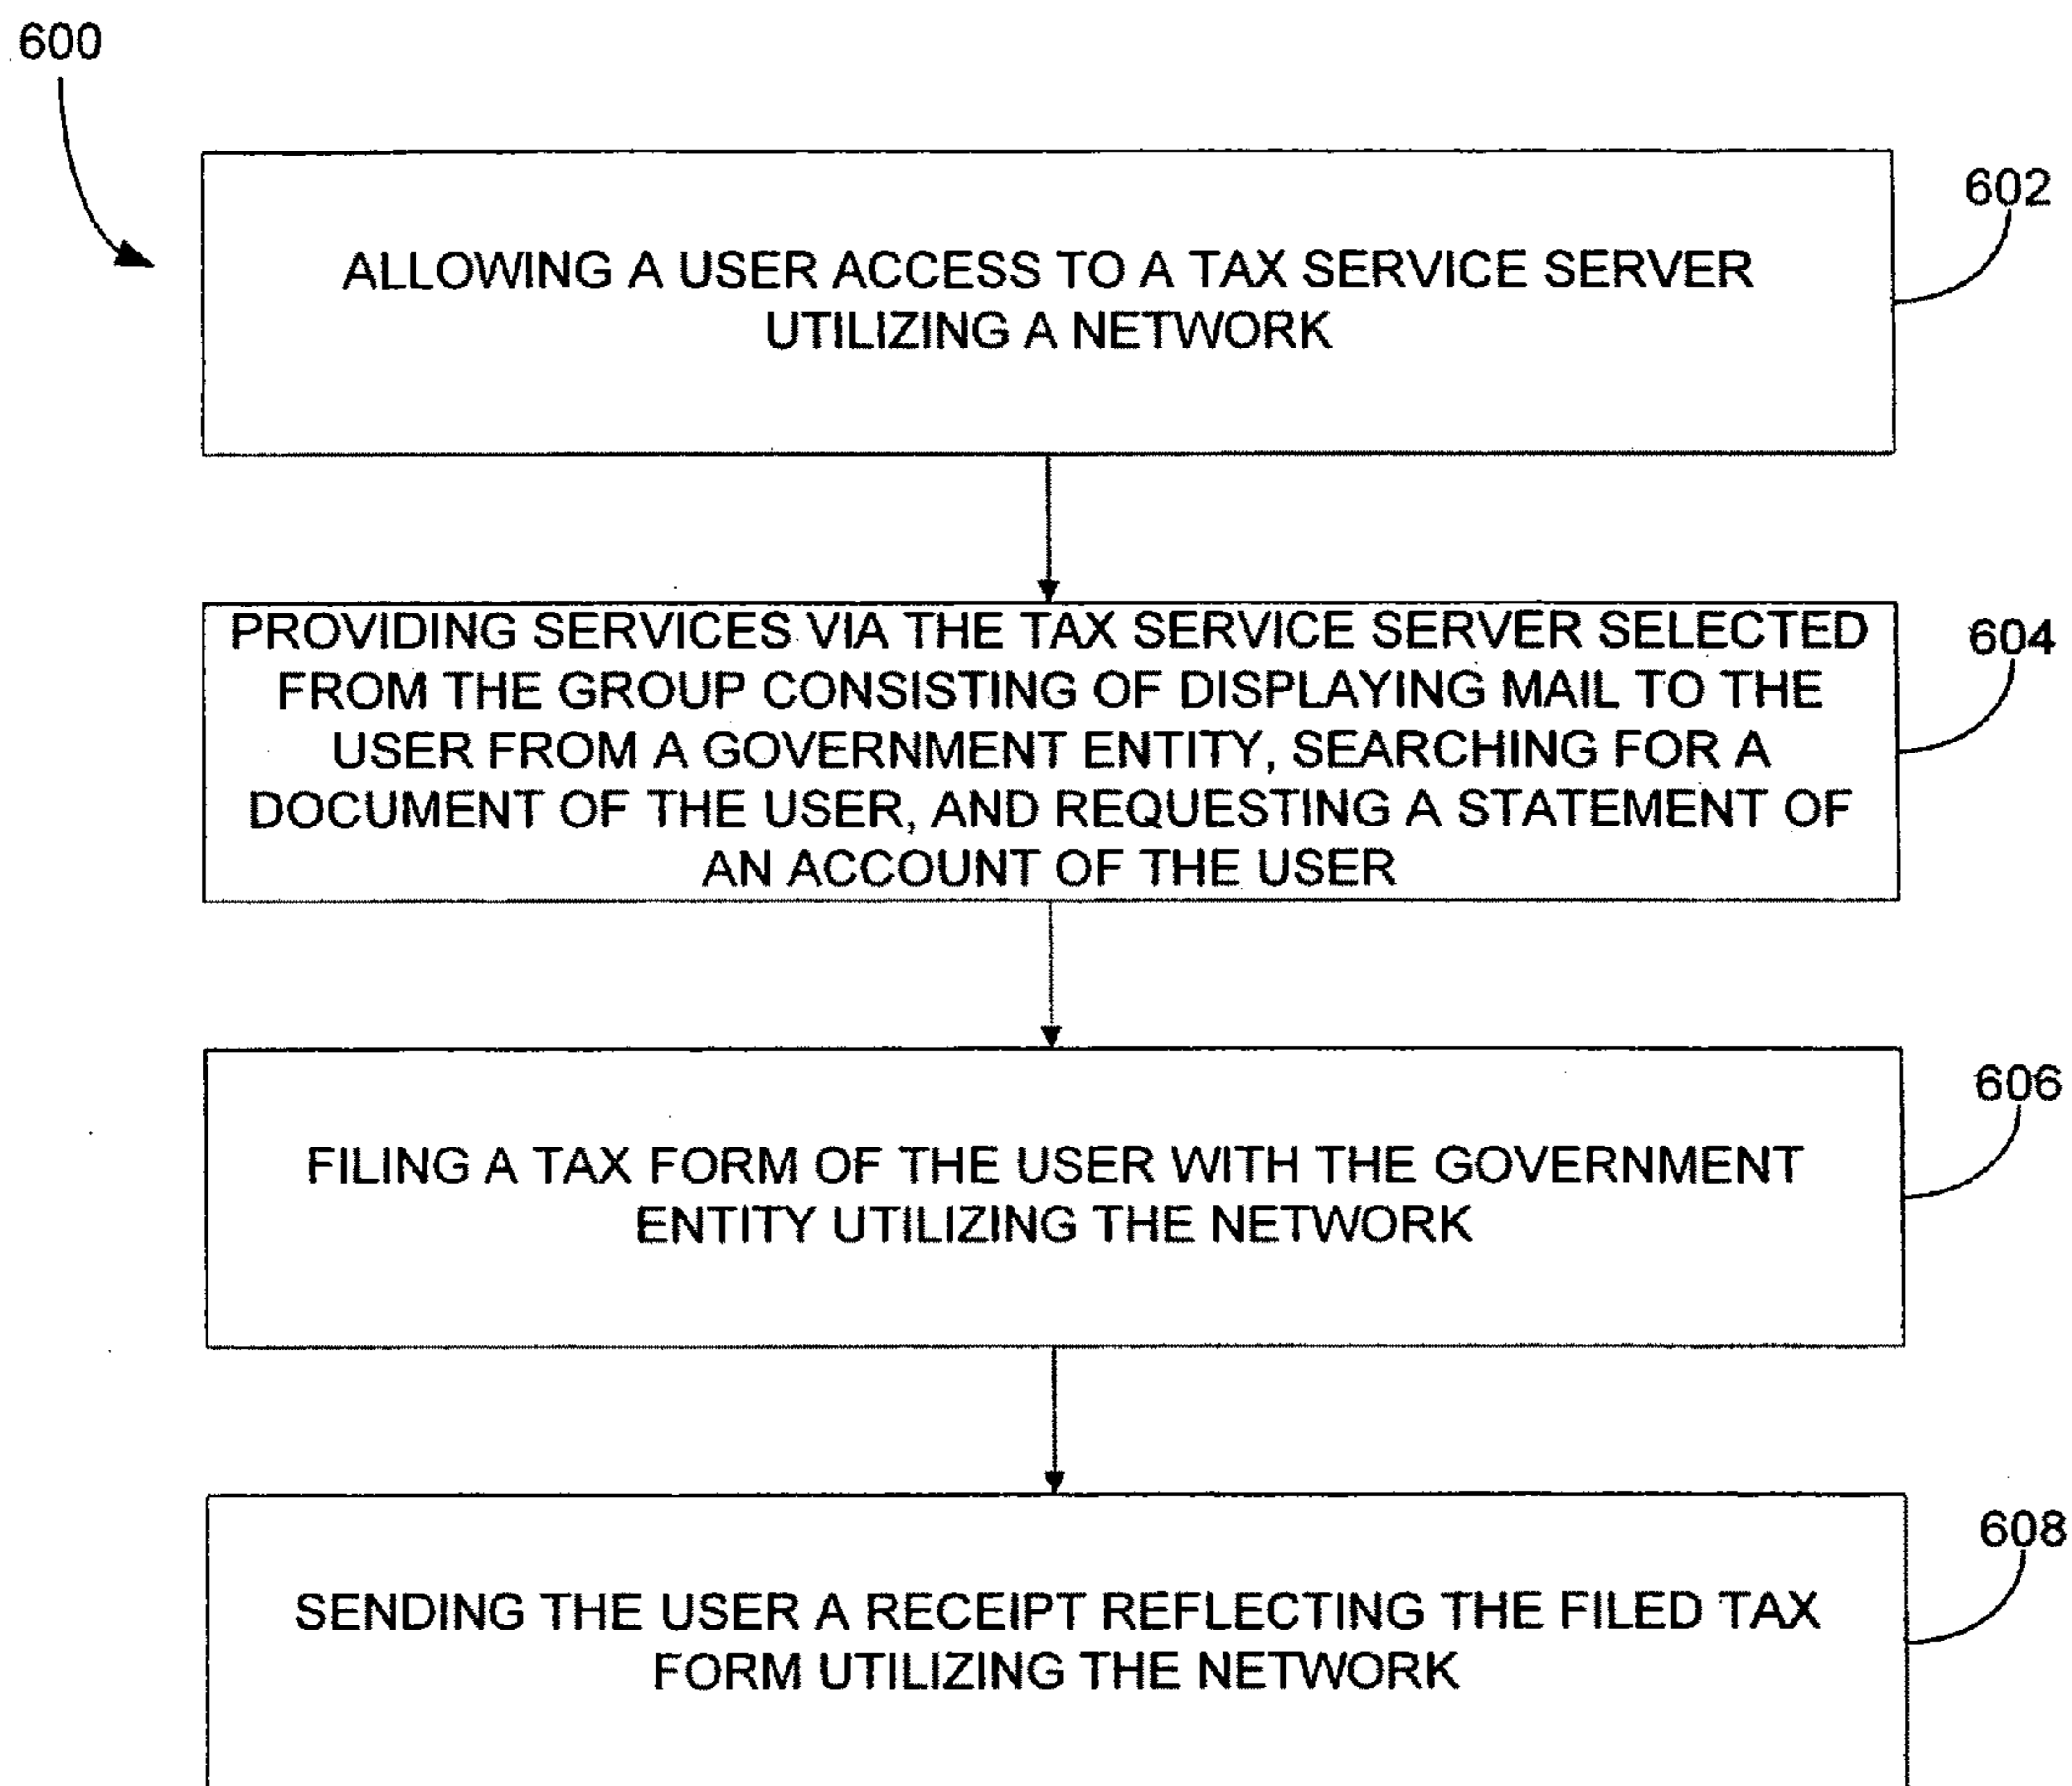 600
602
ALLOWING A USER ACCESS TO A TAX SERVICE SERVER
UTILIZING A NETWORK
604
PROVIDING SERVICES VIA THE TAX SERVICE SERVER SELECTED
FROM THE GROUP CONSISTING OF DISPLAYING MAIL TO THE
USER FROM A GOVERNMENT ENTITY, SEARCHING FOR A
DOCUMENT OF THE USER, AND REQUESTING A STATEMENT OF
AN ACCOUNT OF THE USER
606
FILING A TAX FORM OF THE USER WITH THE GOVERNMENT
ENTITY UTILIZING THE NETWORK
608
SENDING THE USER A RECEIPT REFLECTING THE FILED TAX
FORM UTILIZING THE NETWORK